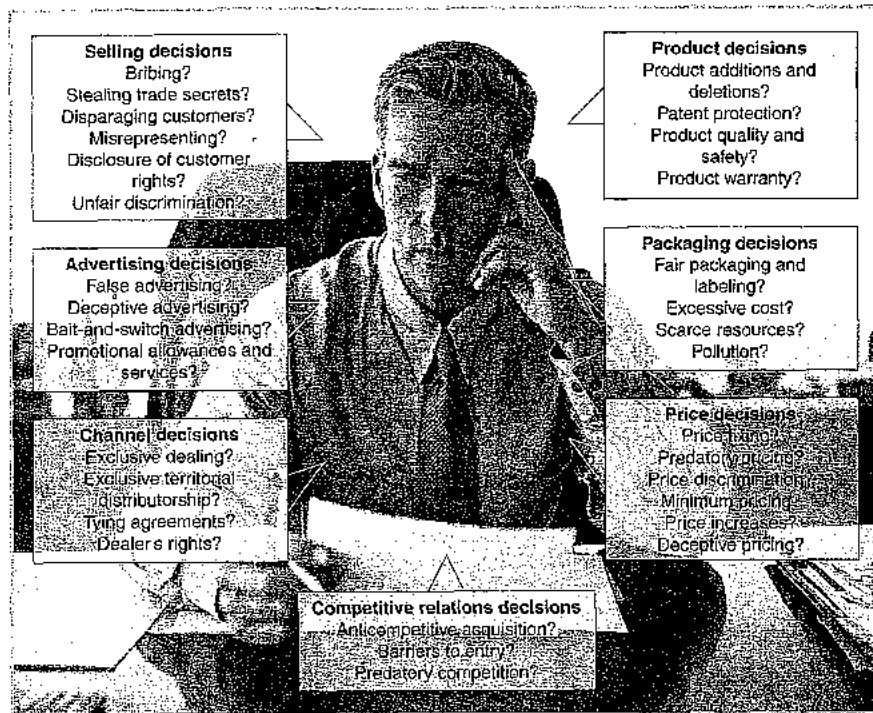 Selling decisions
Bribing?
Stealing trade secrets?
Disparaging customers?
Misrepresenting?
Disclosure of customer
rights?
Unfair discrimination?
Product decisions
Product additions and
deletions?
Patent protection?
Product quality and
safety?
Product warranty?
Advertising decisions
False advertising?
Deceptive advertising?
Bait-and-switch advertising?
Promotional allowances and
services?
Packaging decisions
Fair packaging and
labeling?
Excessive cost?
Scarce resources?
Pollution?
Channel decisions
Exclusive dealing?
Exclusive territorial
distributorship?
Tying agreements?
Dealer's rights?
Price decisions
Price fixing?
Predatory pricing?
Price discrimination?
Minimum pricing
Price increases?
Deceptive pricing?
Competitive relations decisions
Anticompetitive acquisition?
Barriers to entry?
Predatory competition?